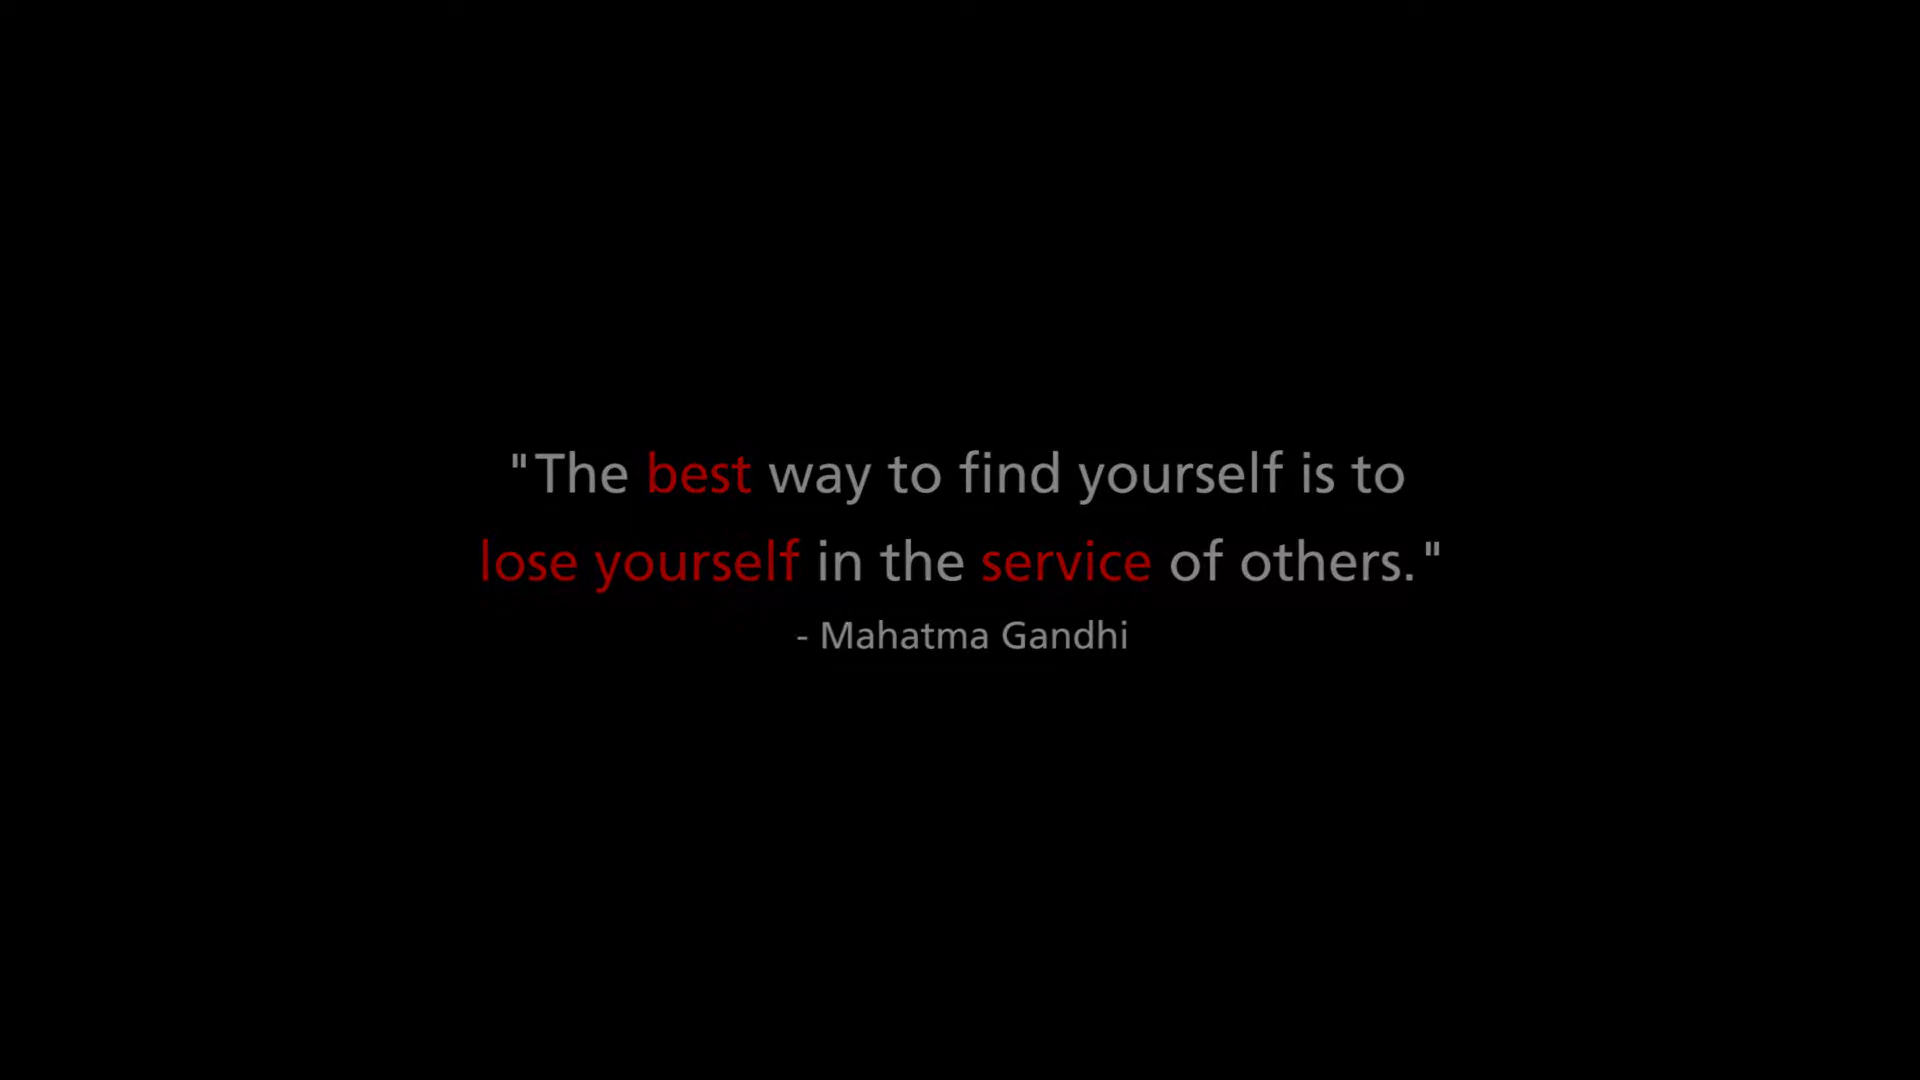 "The best way to find yourself is to
lose yourself in the service of others."
- Mahatma Gandhi